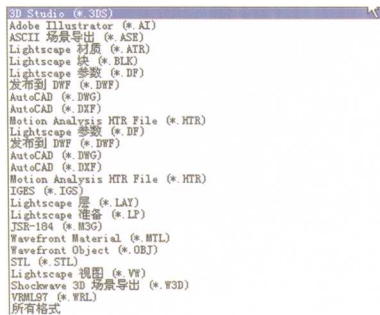 3D Studio (*.3DS)
Adobe Illustrator (*.AI)
ASCII 场景导出 (*.ASE)
Lightscape 材质 (*.ATR)
Lightscape 块 (*.BLK)
Lightscape 参数 (*.DF)
发布到 DWF (*.DWF)
AutoCAD (*.DWG)
AutoCAD (*.DXF)
Motion Analysis HTR File (*.HTR)
Lightscape 参数 (*.DF)
发布到 DWF (*.DWF)
AutoCAD (*.DWG)
AutoCAD (*.DXF)
Motion Analysis HTR File (*.HTR)
IGES (*.IGS)
Lightscape 层 (*.LAY)
Lightscape 准备 (*.LP)
JSR-184 (*.M3G)
Wavefront Material (*.MTL)
Wavefront Object (*.OBJ)
STL (*.STL)
Lightscape 视图 (*.VW)
Shockwave 3D 场景导出 (*.W3D)
VRML97 (*.WRL)
所有格式